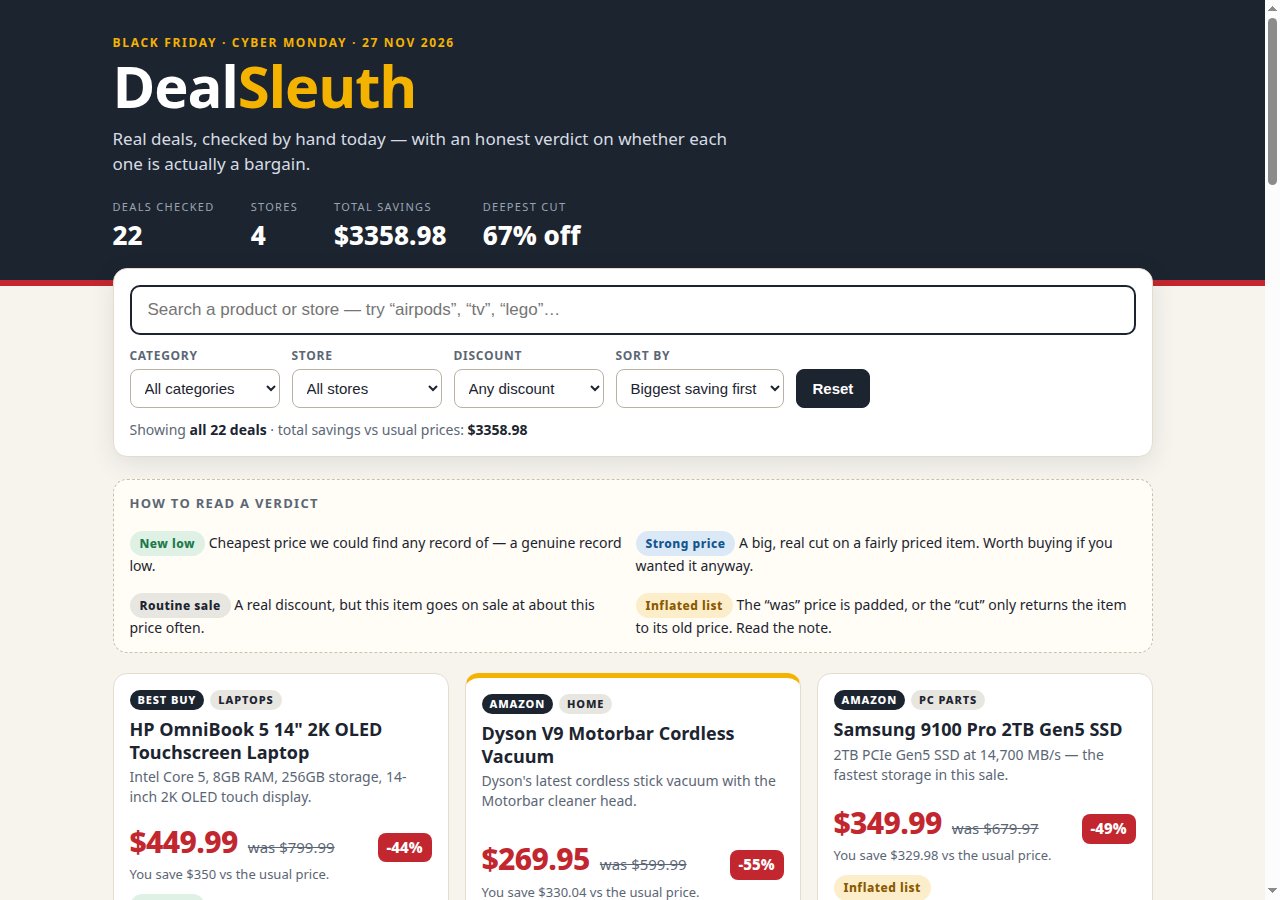 BLACK FRIDAY · CYBER MONDAY · 27 NOV 2026
DealSleuth
Real deals, checked by hand today — with an honest verdict on whether each
one is actually a bargain.
DEALS CHECKED STORES TOTAL SAVINGS DEEPEST CUT
22 4 $3358.98 67% off
Search a product or store — try “airpods”, “tv”, “lego”…
CATEGORY STORE DISCOUNT SORT BY
All categories All stores Any discount Biggest saving first Reset
Showing all 22 deals · total savings vs usual prices: $3358.98
HOW TO READ A VERDICT
New low Cheapest price we could find any record of — a genuine record
low.
Strong price A big, real cut on a fairly priced item. Worth buying if you
wanted it anyway.
Routine sale A real discount, but this item goes on sale at about this
price often.
Inflated list The “was” price is padded, or the “cut” only returns the item
to its old price. Read the note.
BEST BUY LAPTOPS
HP OmniBook 5 14" 2K OLED
Touchscreen Laptop
Intel Core 5, 8GB RAM, 256GB storage, 14-
inch 2K OLED touch display.
$449.99 was $799.99 -44%
You save $350 vs the usual price.
AMAZON HOME
Dyson V9 Motorbar Cordless
Vacuum
Dyson's latest cordless stick vacuum with the
Motorbar cleaner head.
$269.95 was $599.99 -55%
You save $330.04 vs the usual price.
AMAZON PC PARTS
Samsung 9100 Pro 2TB Gen5 SSD
2TB PCIe Gen5 SSD at 14,700 MB/s — the
fastest storage in this sale.
$349.99 was $679.97 -49%
You save $329.98 vs the usual price.
Inflated list